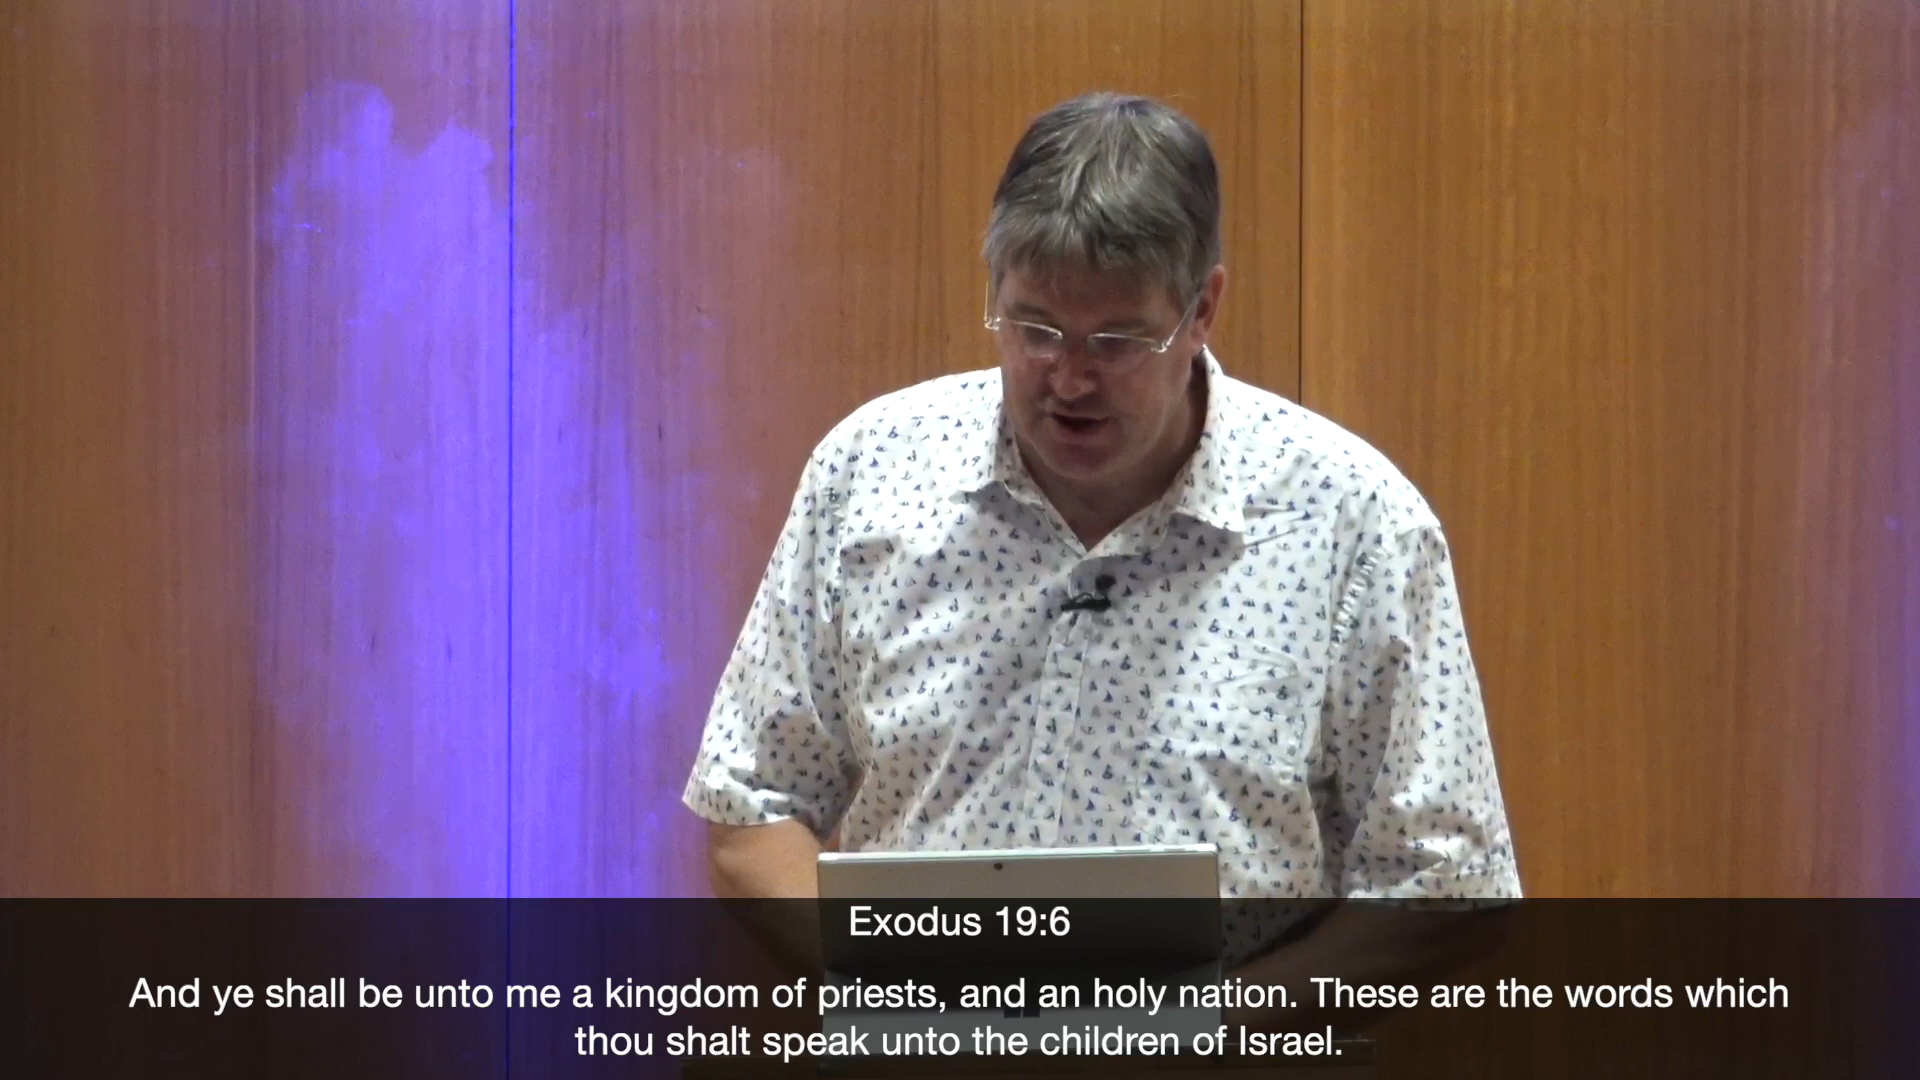 Exodus 19:6
And ye shall be unto me a kingdom of priests, and an holy nation. These are the words which
thou shalt speak unto the children of Israel.